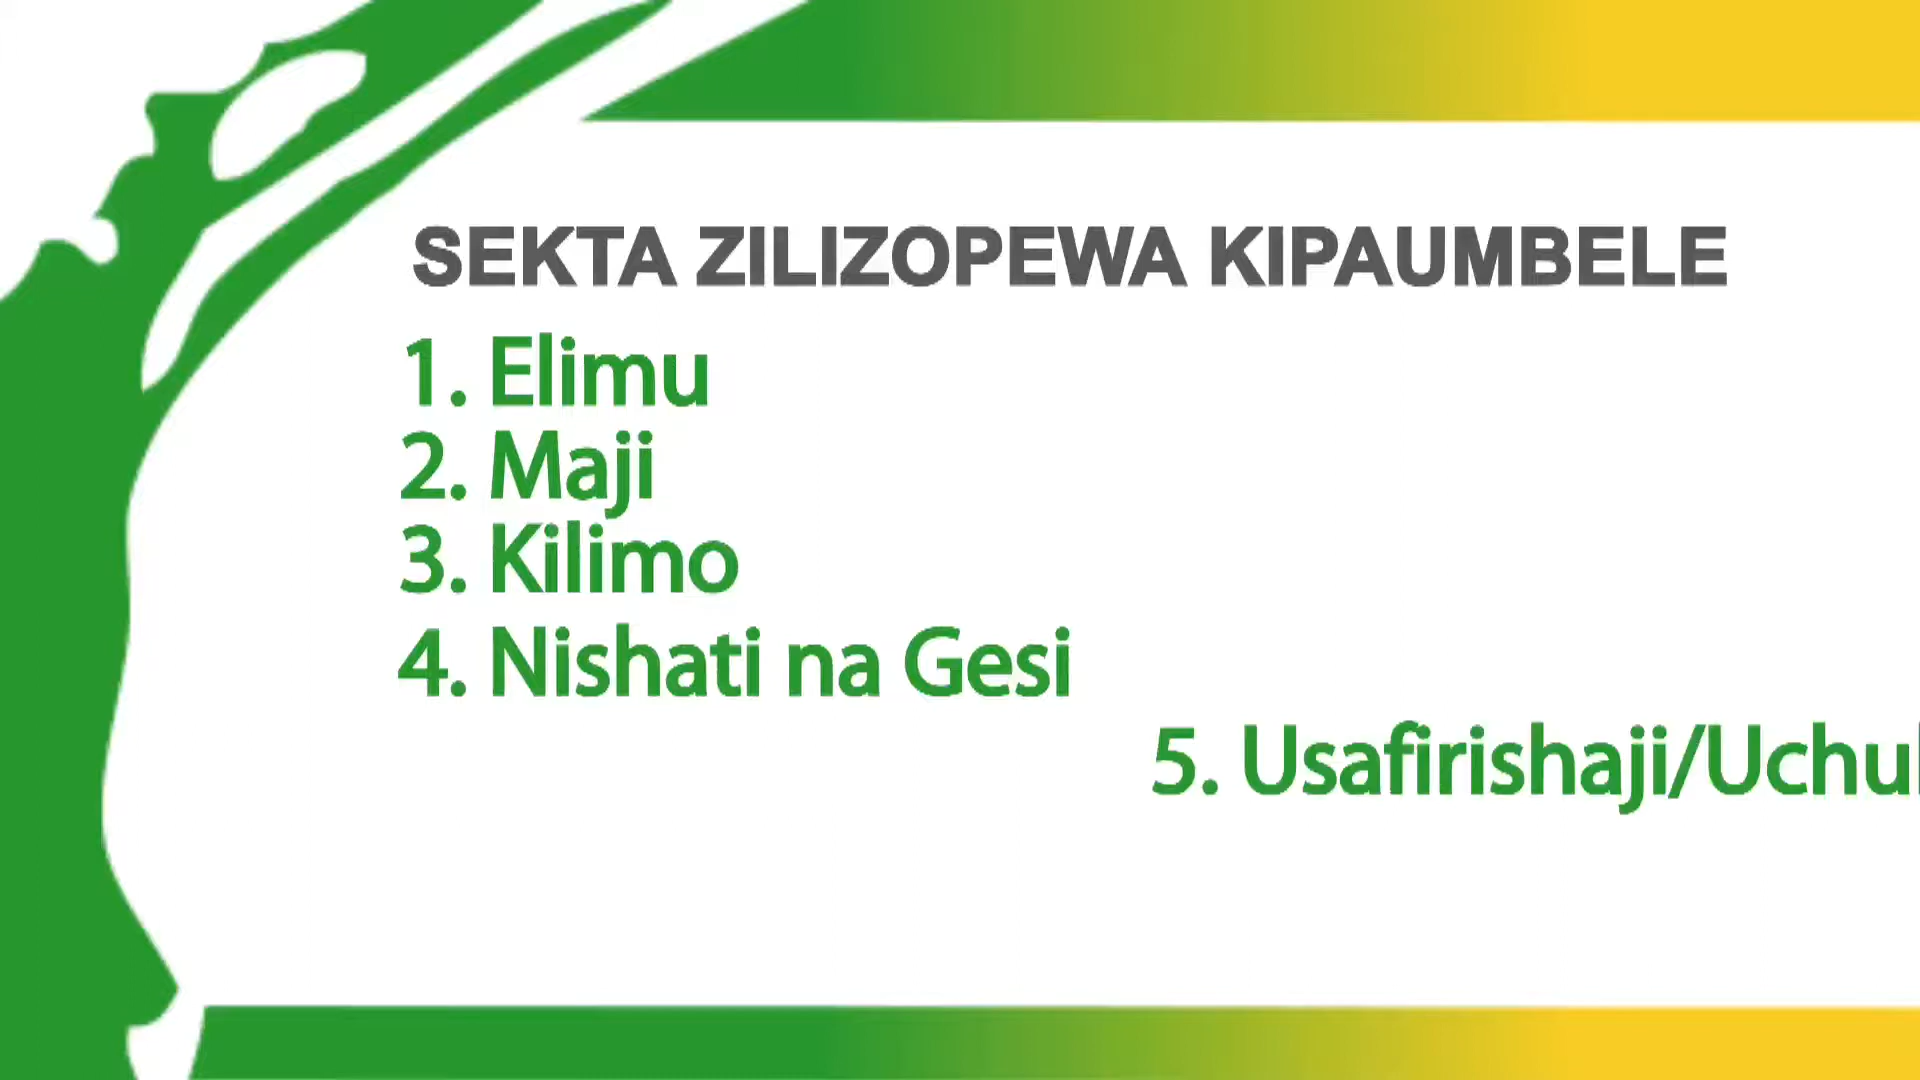 SEKTA ZILIZOPEWA KIPAUMBELE
1. Elimu
2. Maji
3. Kilimo
4. Nishati na Gesi
5. Usafirishaji/